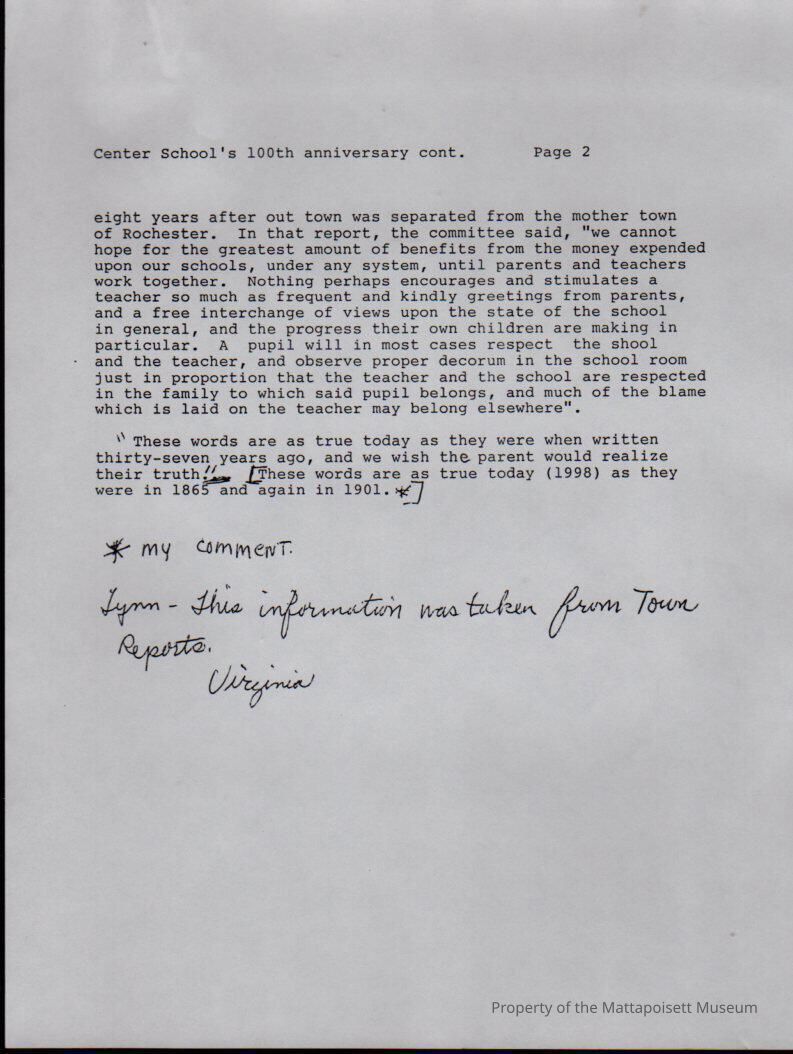 Center School's 100th anniversary cont. Page 2
eight years after out town was separated from the mother town
of Rochester. In that report, the committee said, "we cannot
hope for the greatest amount of benefits from the money expended
upon our schools, under any system, until parents and teachers
work together. Nothing perhaps encourages and stimulates a
teacher so much as frequent and kindly greetings from parents,
and a free interchange of views upon the state of the school
in general, and the progress their own children are making in
particular. A pupil will in most cases respect the shool
and the teacher, and observe proper decorum in the school room
just in proportion that the teacher and the school are respected
in the family to which said pupil belongs, and much of the blame
which is laid on the teacher may belong elsewhere".
" These words are as true today as they were when written
thirty-seven years ago, and we wish the parent would realize
their truth!" [These words are as true today (1998) as they
were in 1865 and again in 1901.*]
* my comment.
Lynn - This information was taken from Town
Reports.
Virginia
Property of the Mattapoisett Museum